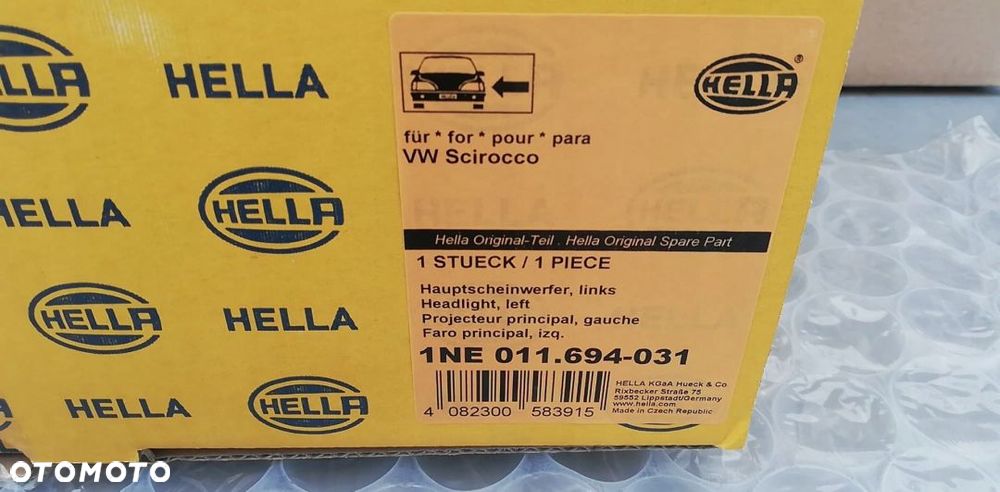 HELLA
HELLA
HELLA
HELLA
HELLA
HELLA
HELLA
HELLA
HELLA
für * for * pour * para
VW Scirocco
Hella Original-Teil . Hella Original Spare Part
1 STUECK / 1 PIECE
Hauptscheinwerfer, links
Headlight, left
Projecteur principal, gauche
Faro principal, izq.
1NE 011.694-031
4 082300 583915
HELLA KGaA Hueck & Co.
Rixbecker Straße 75
59552 Lippstadt/Germany
www.hella.com
Made in Czech Republic
OTOMOTO